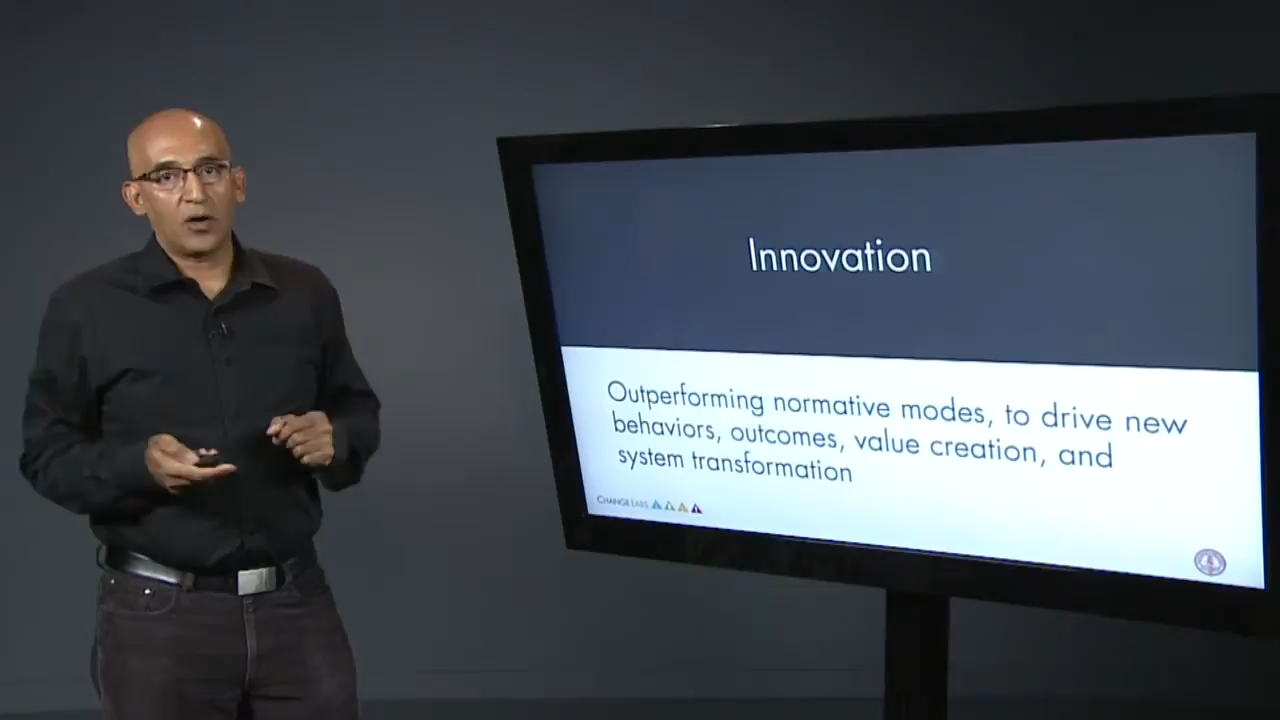 Innovation
Outperforming normative modes, to drive new
behaviors, outcomes, value creation, and
system transformation
CHANGE LABS